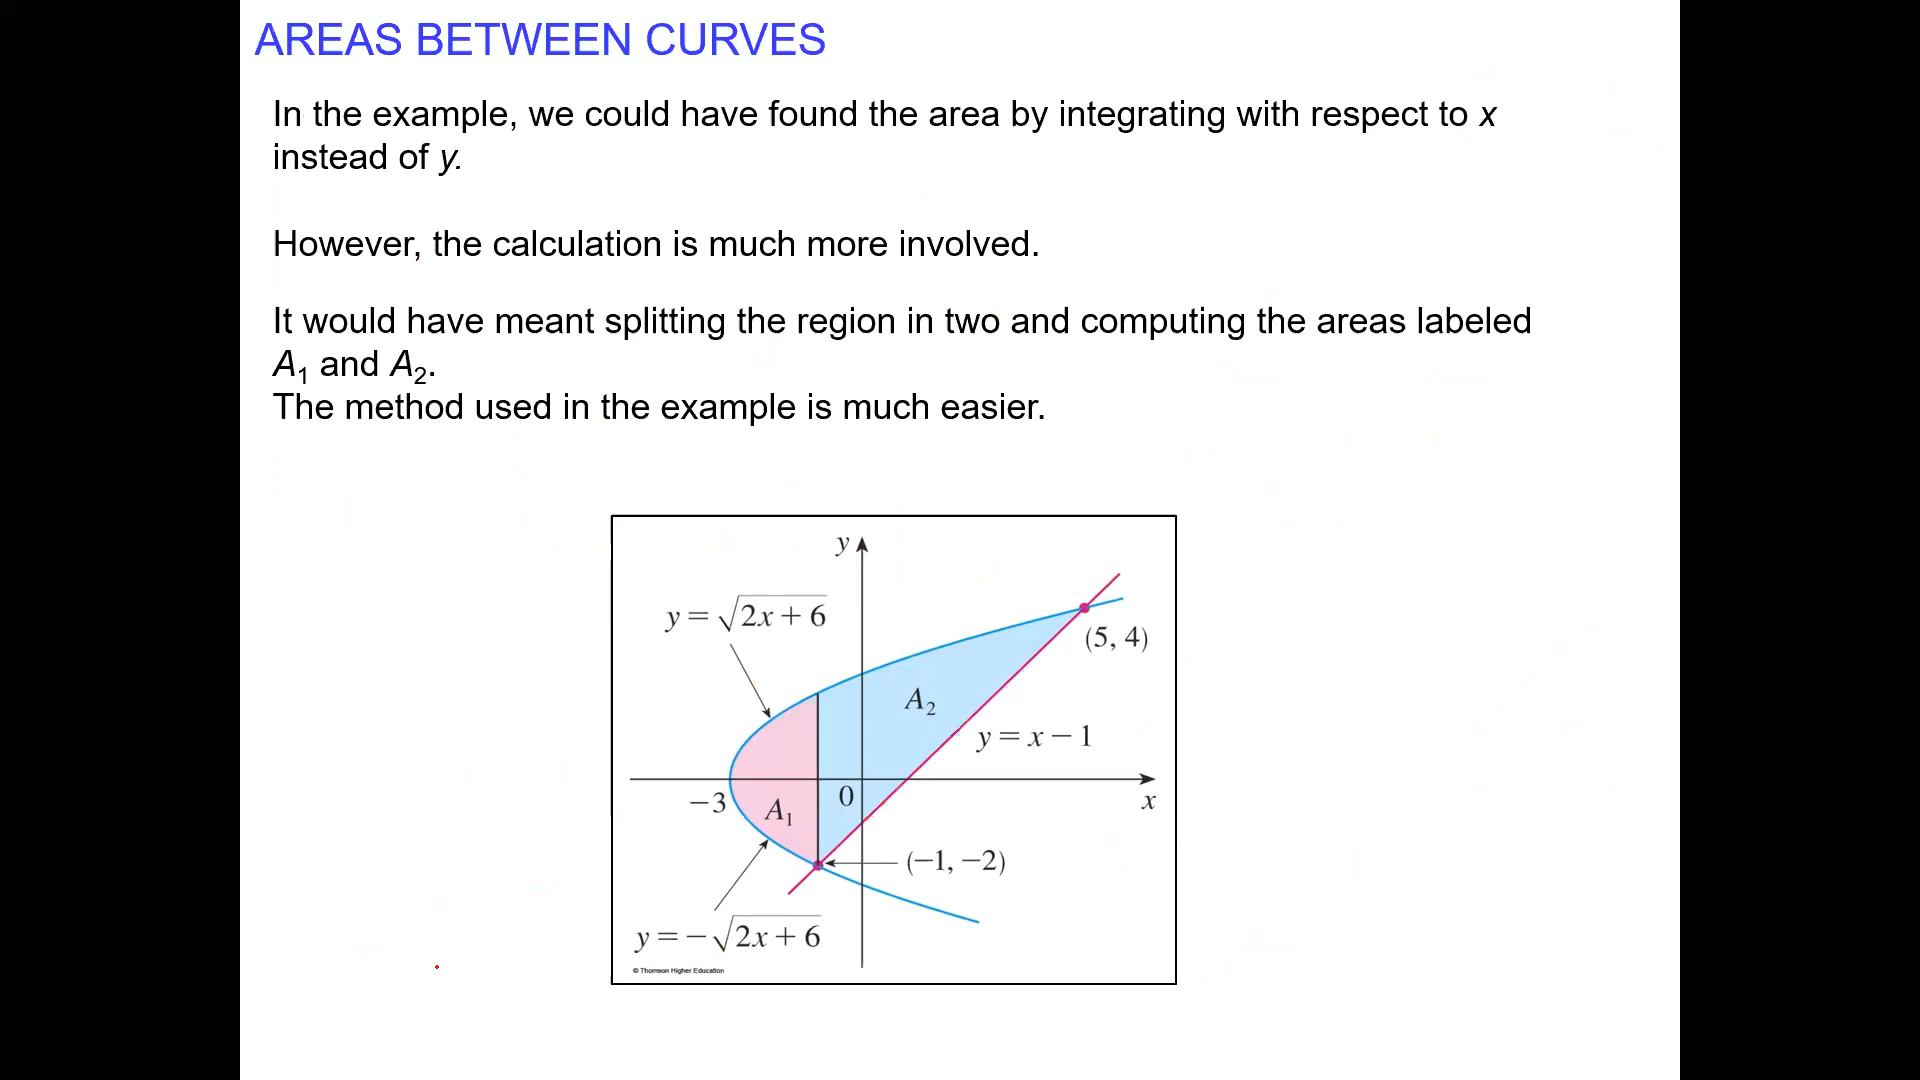 AREAS BETWEEN CURVES
In the example, we could have found the area by integrating with respect to x
instead of y.
However, the calculation is much more involved.
It would have meant splitting the region in two and computing the areas labeled
A₁ and A₂.
The method used in the example is much easier.
y
y = √2x + 6
(5, 4)
A₂
y = x − 1
−3
A₁
0
x
(−1, −2)
y = −√2x + 6
© Thomson Higher Education